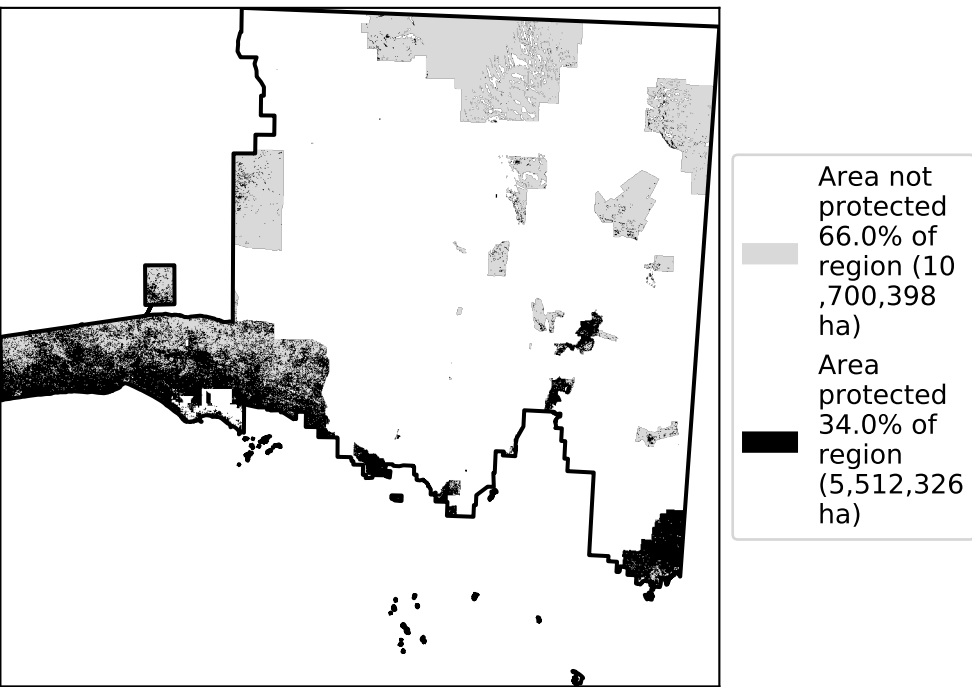 Area not
protected
66.0% of
region (10
,700,398
ha)
Area
protected
34.0% of
region
(5,512,326
ha)